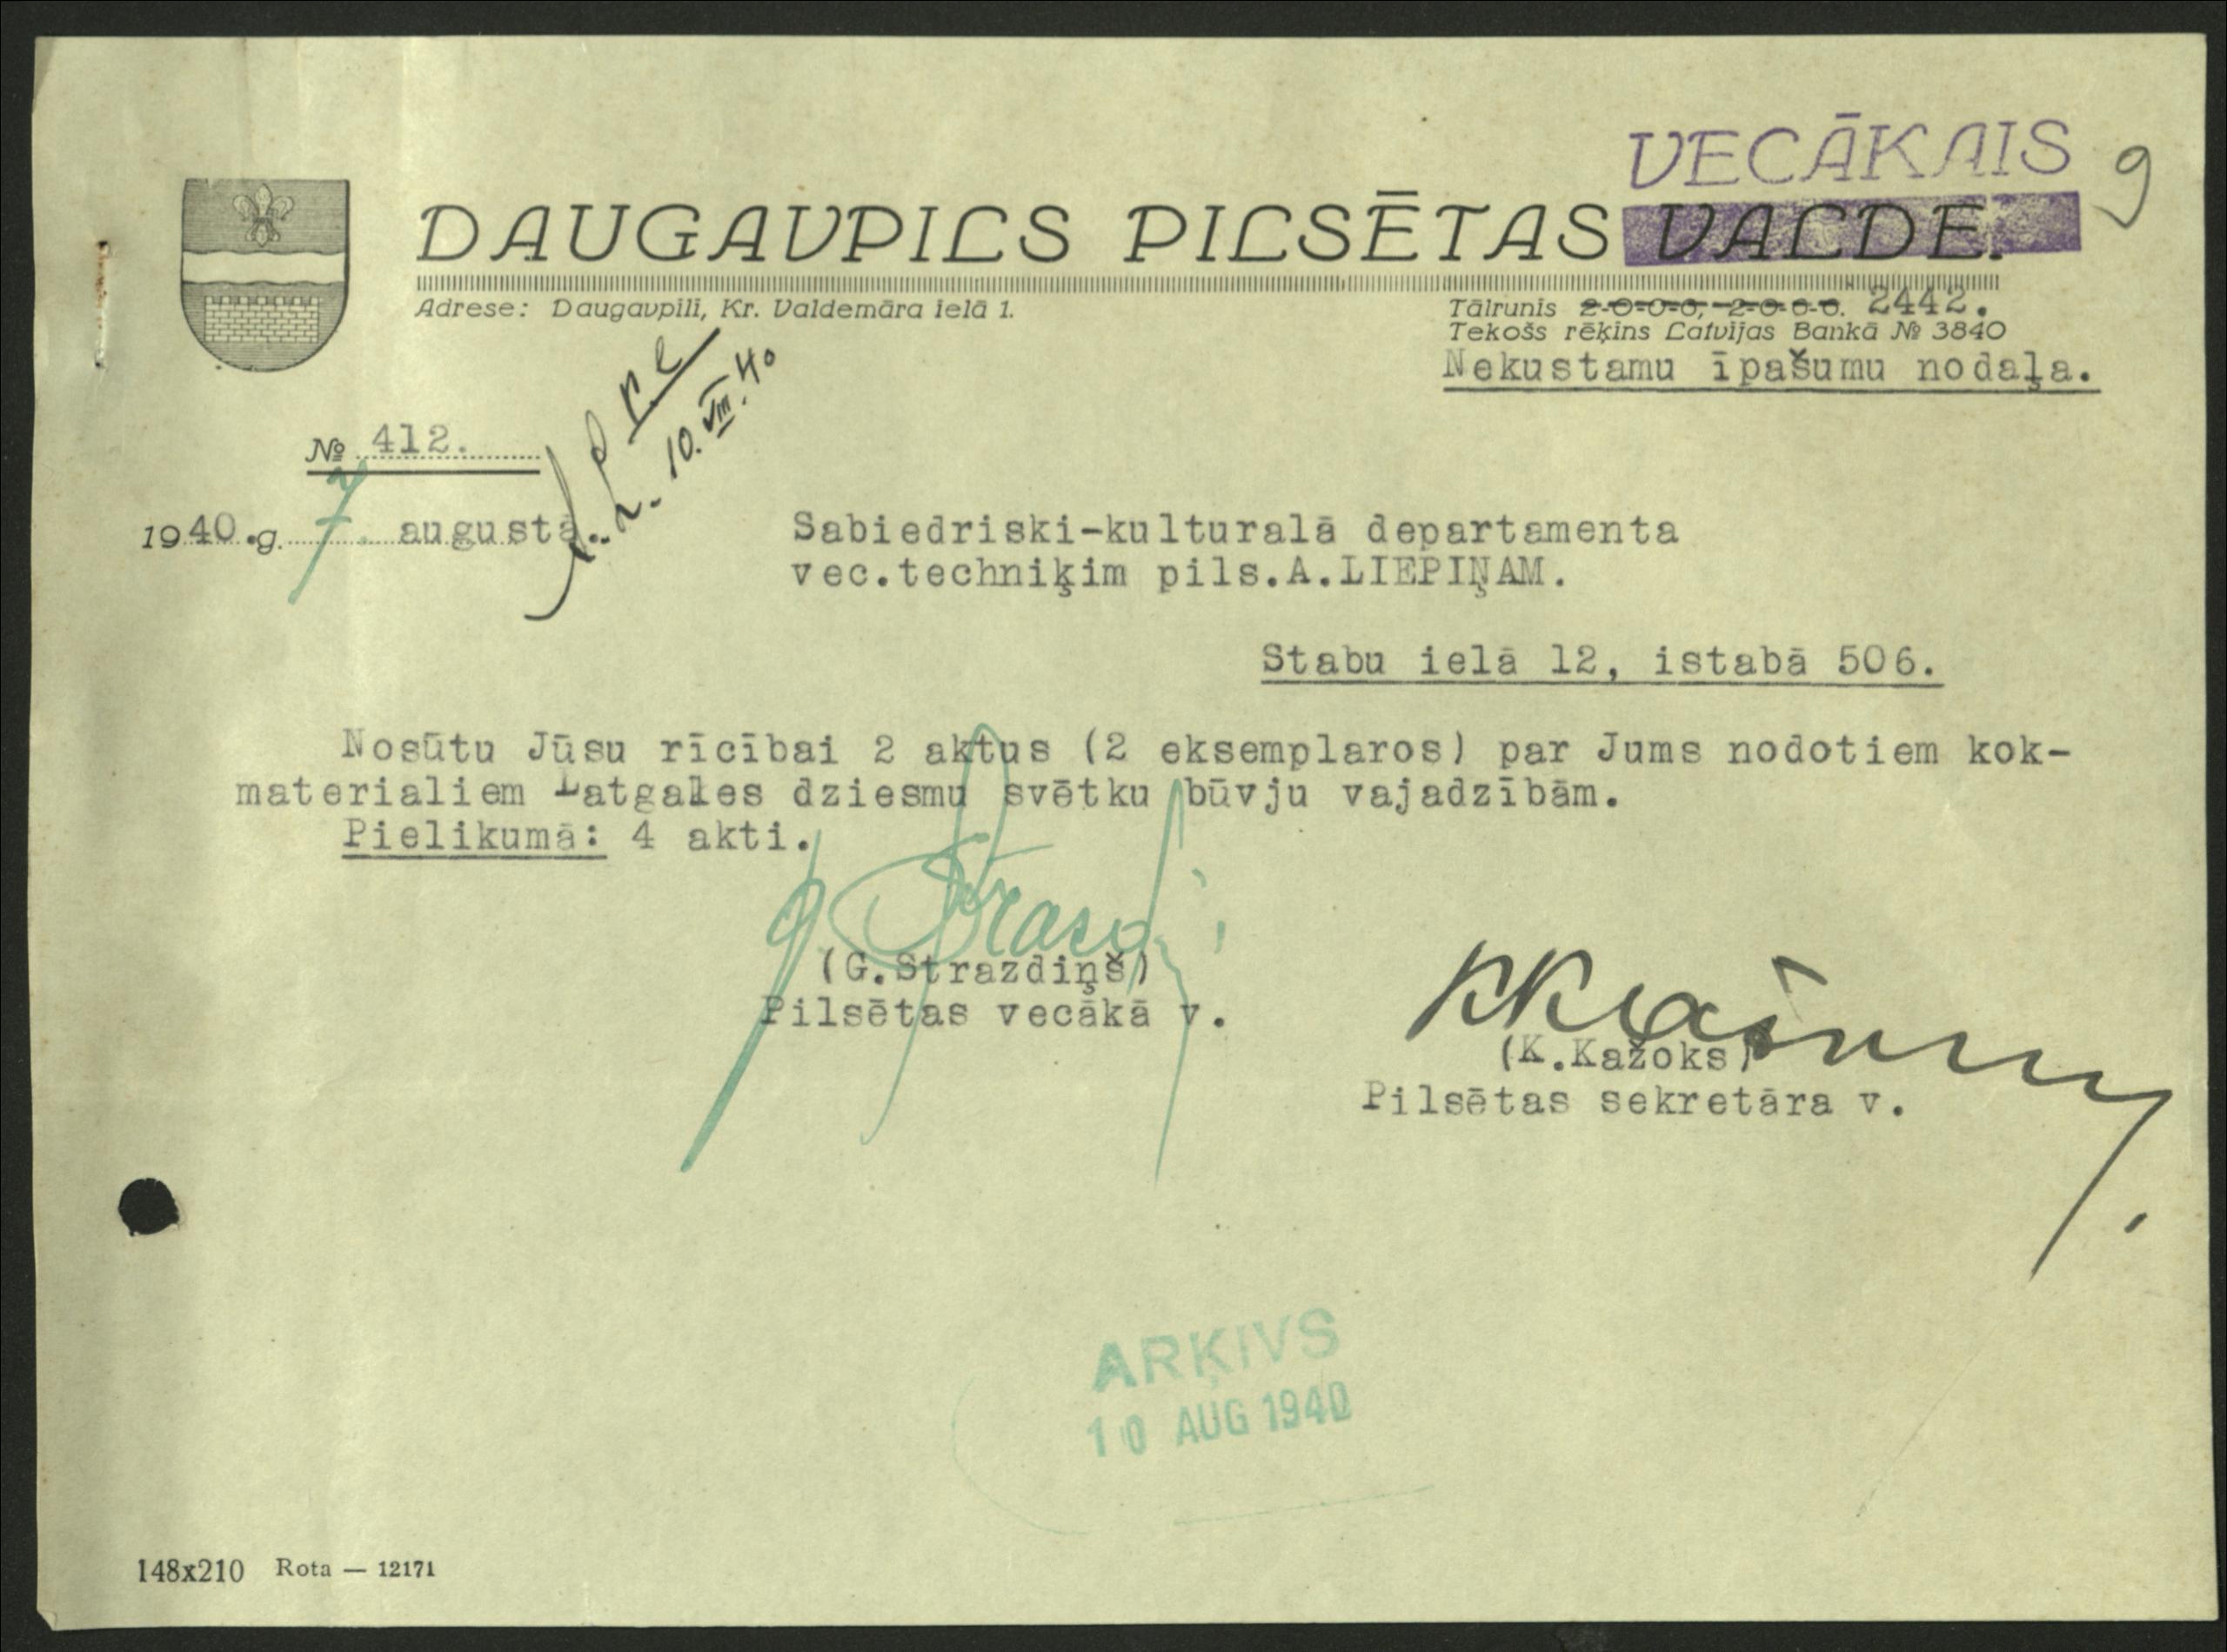 VECĀKAIS
9
DAUGAVPILS PILSĒTAS VALDE.
Adrese: Daugavpilī, Kr. Valdemāra ielā 1.
Tālrunis 2-0-0-0, 2-0-6-0. 2442.
Tekošs rēķins Latvijas Bankā № 3840
Nekustamu īpašumu nodaļa.
№ 412.
10.VIII.40
1940.g. 7. augustā.
Sabiedriski-kulturalā departamenta
vec.techniķim pils.A.LIEPIŅAM.
Stabu ielā 12, istabā 506.
Nosūtu Jūsu rīcībai 2 aktus (2 eksemplaros) par Jums nodotiem kok-
materialiem Latgales dziesmu svētku būvju vajadzībām.
Pielikumā: 4 akti.
(G.Strazdiņš)
Pilsētas vecākā v.
(K.Kažoks)
Pilsētas sekretāra v.
ARĶIVS
10 AUG 1940
148x210 Rota — 12171